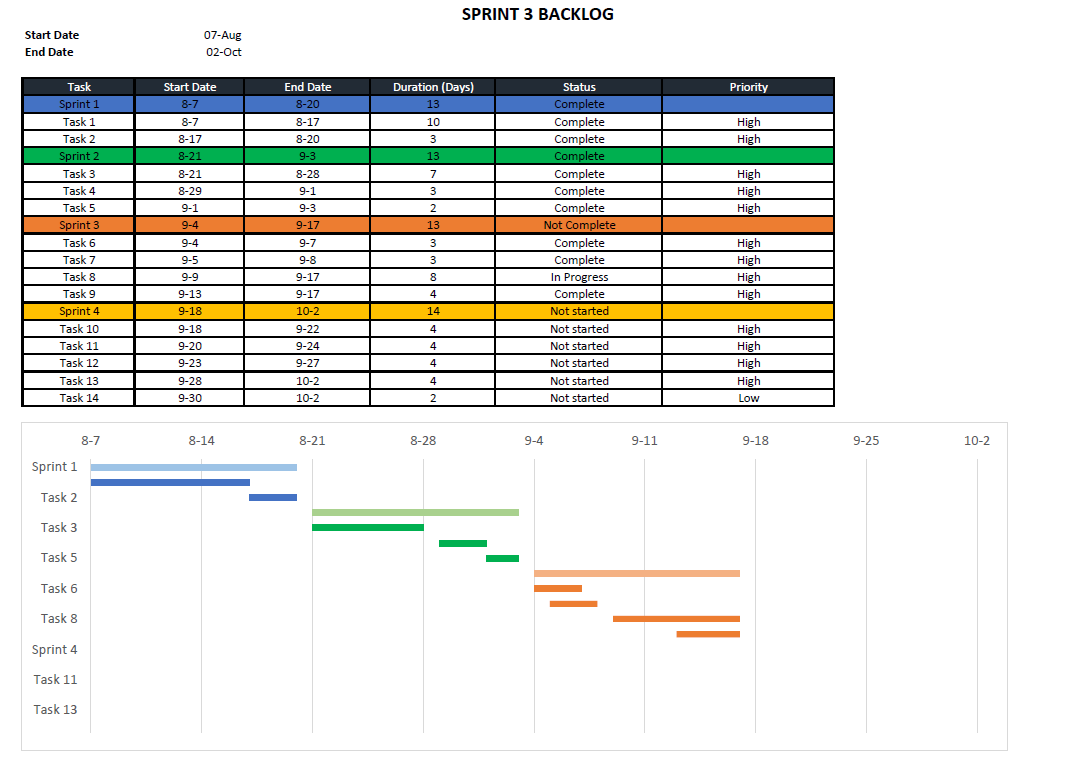 SPRINT 3 BACKLOG
Start Date 07-Aug
End Date 02-Oct
Task Start Date End Date Duration (Days) Status Priority
Sprint 1 8-7 8-20 13 Complete
Task 1 8-7 8-17 10 Complete High
Task 2 8-17 8-20 3 Complete High
Sprint 2 8-21 9-3 13 Complete
Task 3 8-21 8-28 7 Complete High
Task 4 8-29 9-1 3 Complete High
Task 5 9-1 9-3 2 Complete High
Sprint 3 9-4 9-17 13 Not Complete
Task 6 9-4 9-7 3 Complete High
Task 7 9-5 9-8 3 Complete High
Task 8 9-9 9-17 8 In Progress High
Task 9 9-13 9-17 4 Complete High
Sprint 4 9-18 10-2 14 Not started
Task 10 9-18 9-22 4 Not started High
Task 11 9-20 9-24 4 Not started High
Task 12 9-23 9-27 4 Not started High
Task 13 9-28 10-2 4 Not started High
Task 14 9-30 10-2 2 Not started Low
8-7 8-14 8-21 8-28 9-4 9-11 9-18 9-25 10-2
Sprint 1
Task 2
Task 3
Task 5
Task 6
Task 8
Sprint 4
Task 11
Task 13